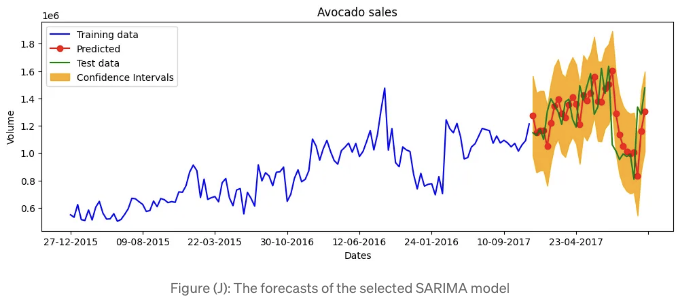 Avocado sales
1e6
Training data
Predicted
Test data
Confidence Intervals
1.8
1.6
1.4
1.2
1.0
0.8
0.6
Volume
27-12-2015
09-08-2015
22-03-2015
30-10-2016
12-06-2016
24-01-2016
10-09-2017
23-04-2017
Dates
Figure (J): The forecasts of the selected SARIMA model